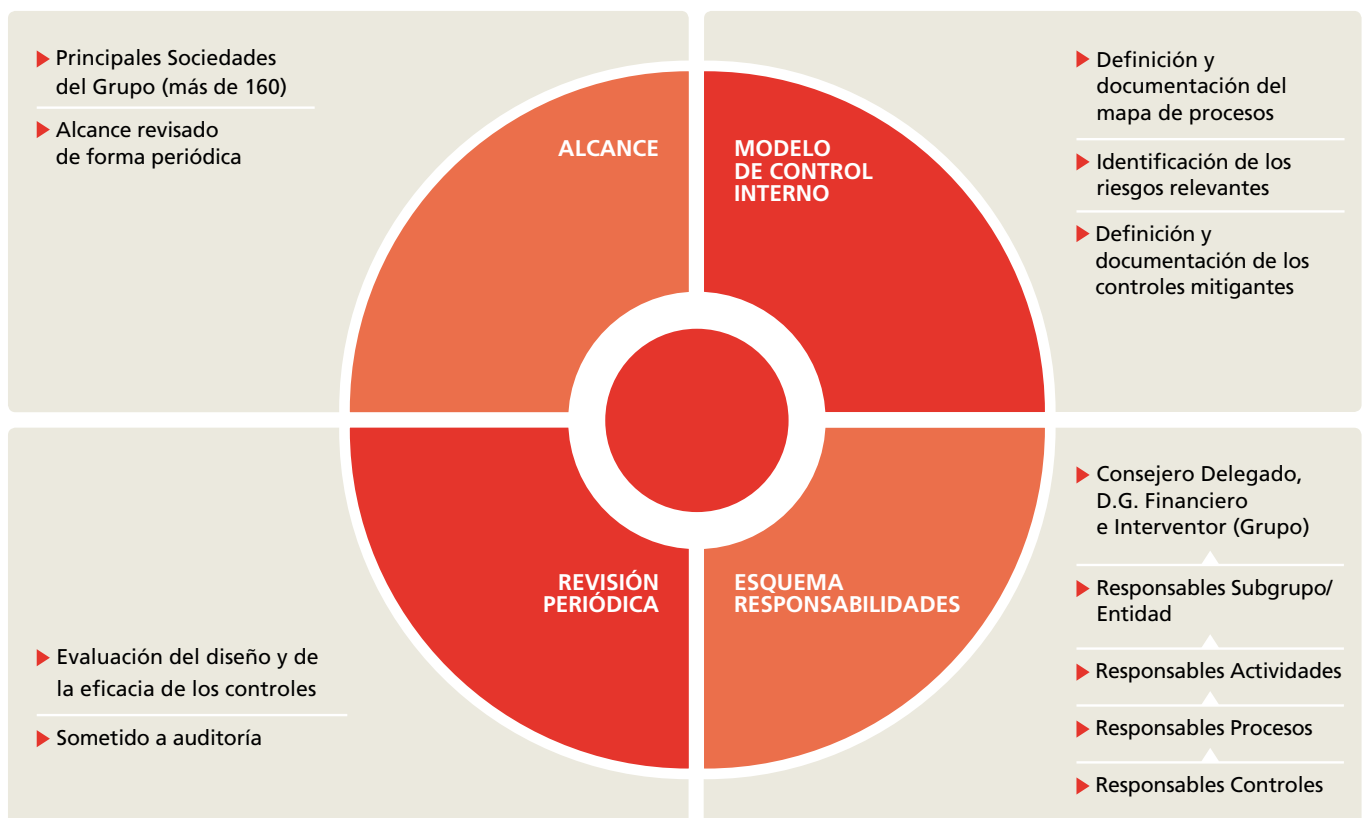 Principales Sociedades
del Grupo (más de 160)
Alcance revisado
de forma periódica
ALCANCE
MODELO
DE CONTROL
INTERNO
Definición y
documentación del
mapa de procesos
Identificación de los
riesgos relevantes
Definición y
documentación de los
controles mitigantes
REVISIÓN
PERIÓDICA
Evaluación del diseño y de
la eficacia de los controles
Sometido a auditoría
ESQUEMA
RESPONSABILIDADES
Consejero Delegado,
D.G. Financiero
e Interventor (Grupo)
Responsables Subgrupo/
Entidad
Responsables Actividades
Responsables Procesos
Responsables Controles